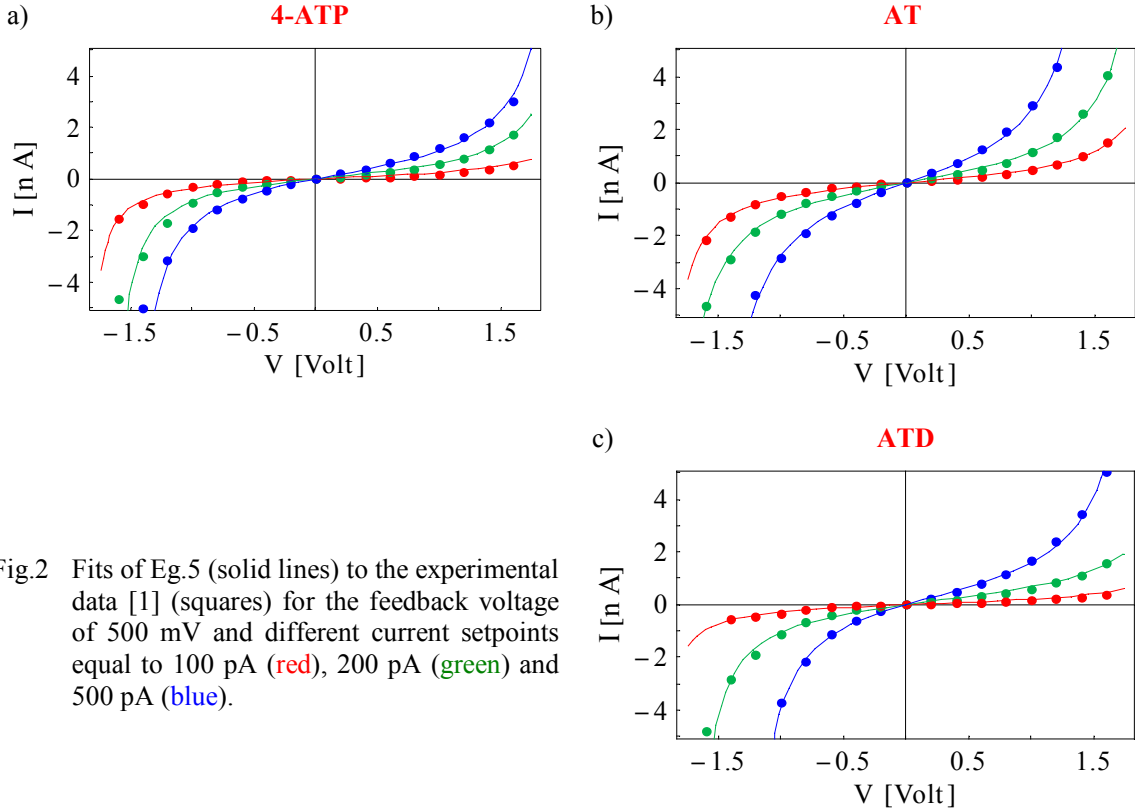 a)
4-ATP
4
2
0
−2
−4
I [n A]
−1.5
−0.5
0.5
1.5
V [Volt]
b)
AT
4
2
0
−2
−4
I [n A]
−1.5
−0.5
0.5
1.5
V [Volt]
c)
ATD
4
2
0
−2
−4
I [n A]
−1.5
−0.5
0.5
1.5
V [Volt]
Fig.2 Fits of Eg.5 (solid lines) to the experimental
data [1] (squares) for the feedback voltage
of 500 mV and different current setpoints
equal to 100 pA (red), 200 pA (green) and
500 pA (blue).